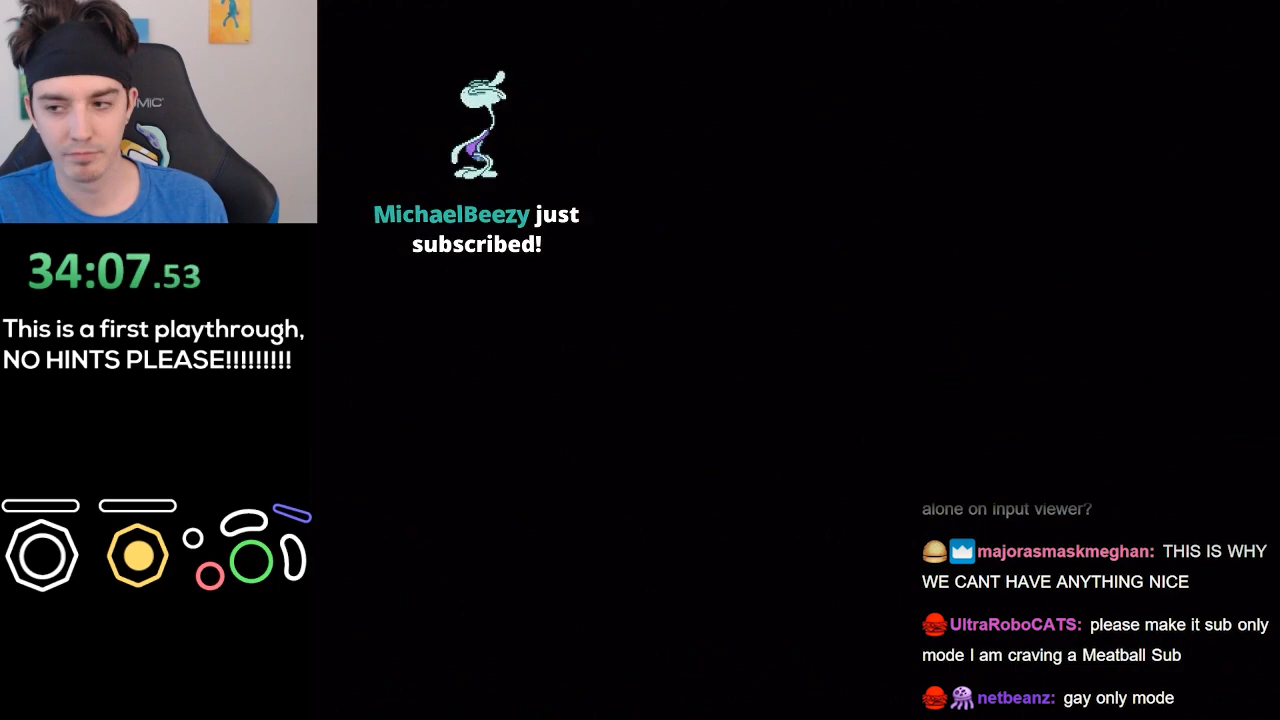 MIC
MichaelBeezy just
subscribed!
34:07.53
This is a first playthrough,
NO HINTS PLEASE!!!!!!!!!
alone on input viewer?
majorasmaskmeghan: THIS IS WHY
WE CANT HAVE ANYTHING NICE
UltraRoboCATS: please make it sub only
mode I am craving a Meatball Sub
netbeanz: gay only mode